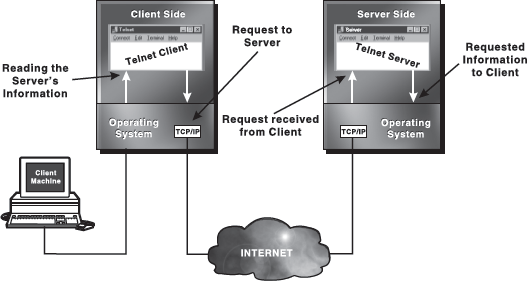 Client Side
Telnet
Connect Edit Terminal Help
Telnet Client
Reading the
Server's
Information
Request to
Server
Operating
System
TCP/IP
Client
Machine
Server Side
Server
Connect Edit Terminal Help
Telnet Server
Requested
Information
to Client
Request received
from Client
TCP/IP
Operating
System
INTERNET